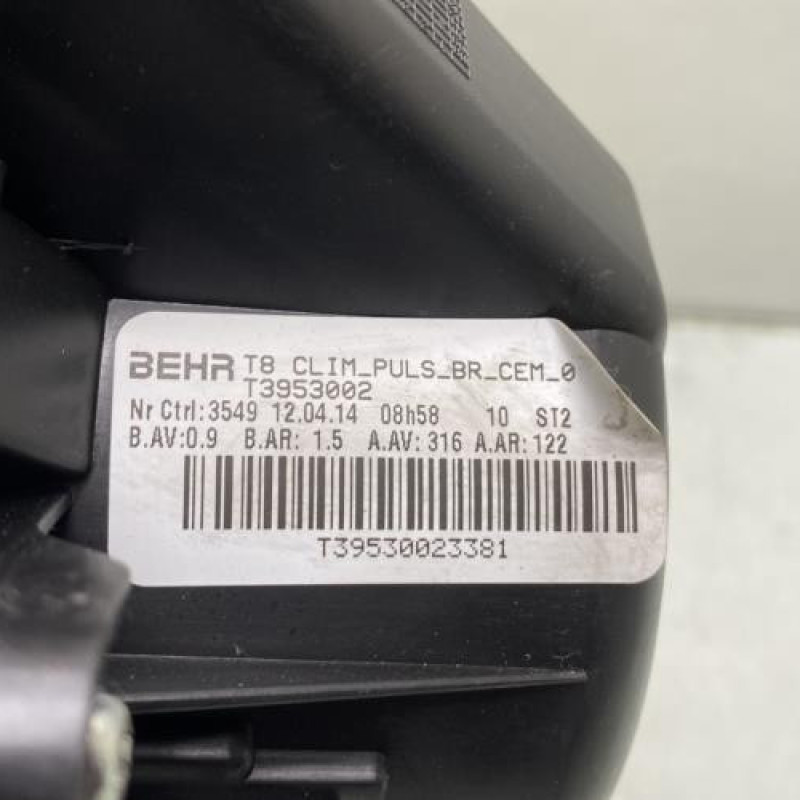 BEHR T8 CLIM_PULS_BR_CEM_0
T3953002
Nr Ctrl:3549 12.04.14 08h58 10 ST2
B.AV:0.9 B.AR: 1.5 A.AV:316 A.AR:122
T39530023381